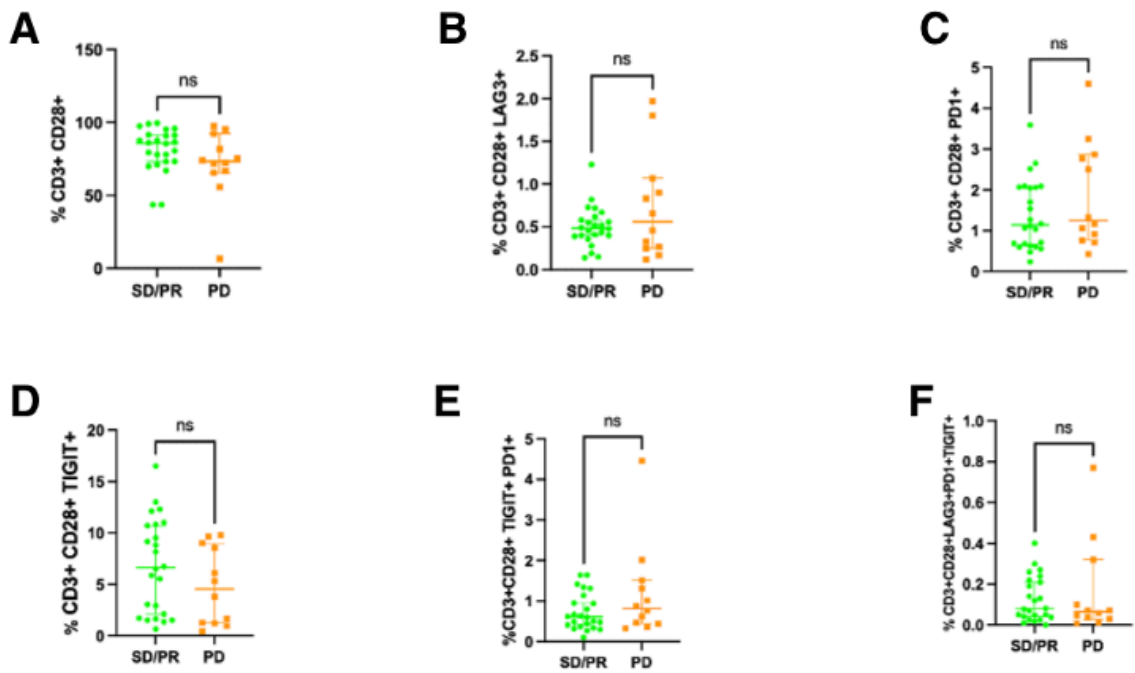 A
% CD3+ CD28+
150
100
50
0
ns
SD/PR PD
B
% CD3+ CD28+ LAG3+
2.5
2.0
1.5
1.0
0.5
0.0
ns
SD/PR PD
C
% CD3+ CD28+ PD1+
5
4
3
2
1
0
ns
SD/PR PD
D
% CD3+ CD28+ TIGIT+
20
15
10
5
0
ns
SD/PR PD
E
%CD3+CD28+ TIGIT+ PD1+
5
4
3
2
1
0
ns
SD/PR PD
F
% CD3+CD28+LAG3+PD1+TIGIT+
1.0
0.8
0.6
0.4
0.2
0.0
ns
SD/PR PD